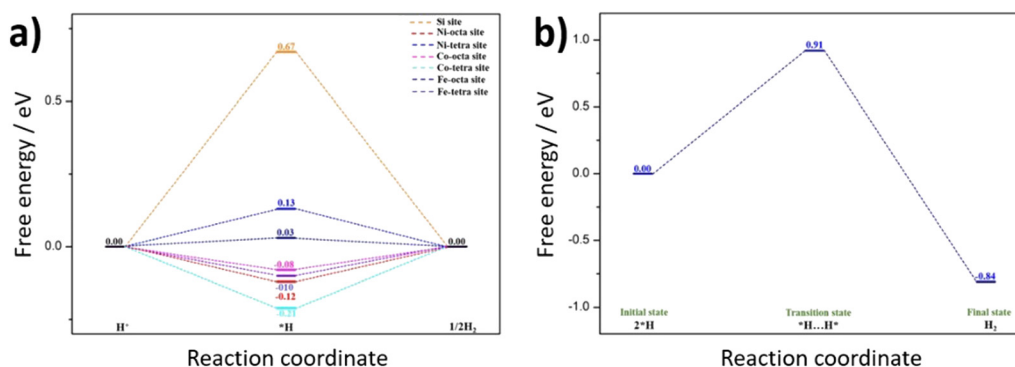 a)
Free energy / eV
0.5
0.0
Si site
Ni-octa site
Ni-tetra site
Co-octa site
Co-tetra site
Fe-octa site
Fe-tetra site
0.67
0.13
0.03
0.00
0.00
-0.08
-010
-0.12
-0.21
H⁺
*H
1/2H₂
Reaction coordinate
b)
Free energy / eV
1.0
0.5
0.0
-0.5
-1.0
0.91
0.00
-0.84
Initial state
2*H
Transition state
*H...H*
Final state
H₂
Reaction coordinate